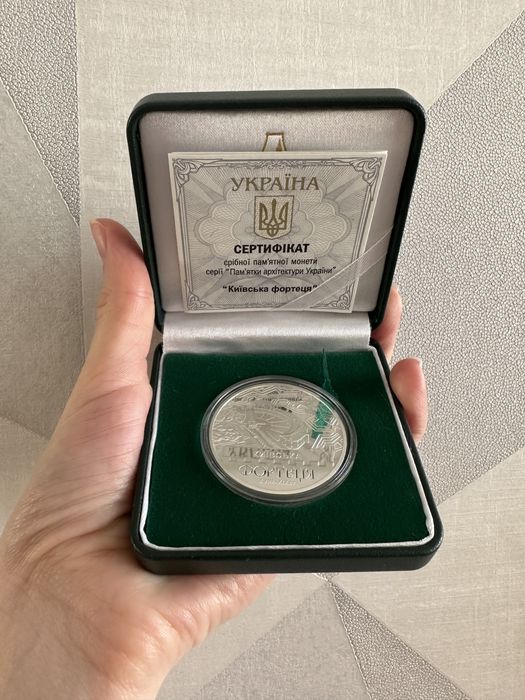 УКРАЇНА
СЕРТИФІКАТ
срібної пам'ятної монети
серії "Пам'ятки архітектури України"
"Київська фортеця"
КИЇВСЬКА
ФОРТЕЦЯ